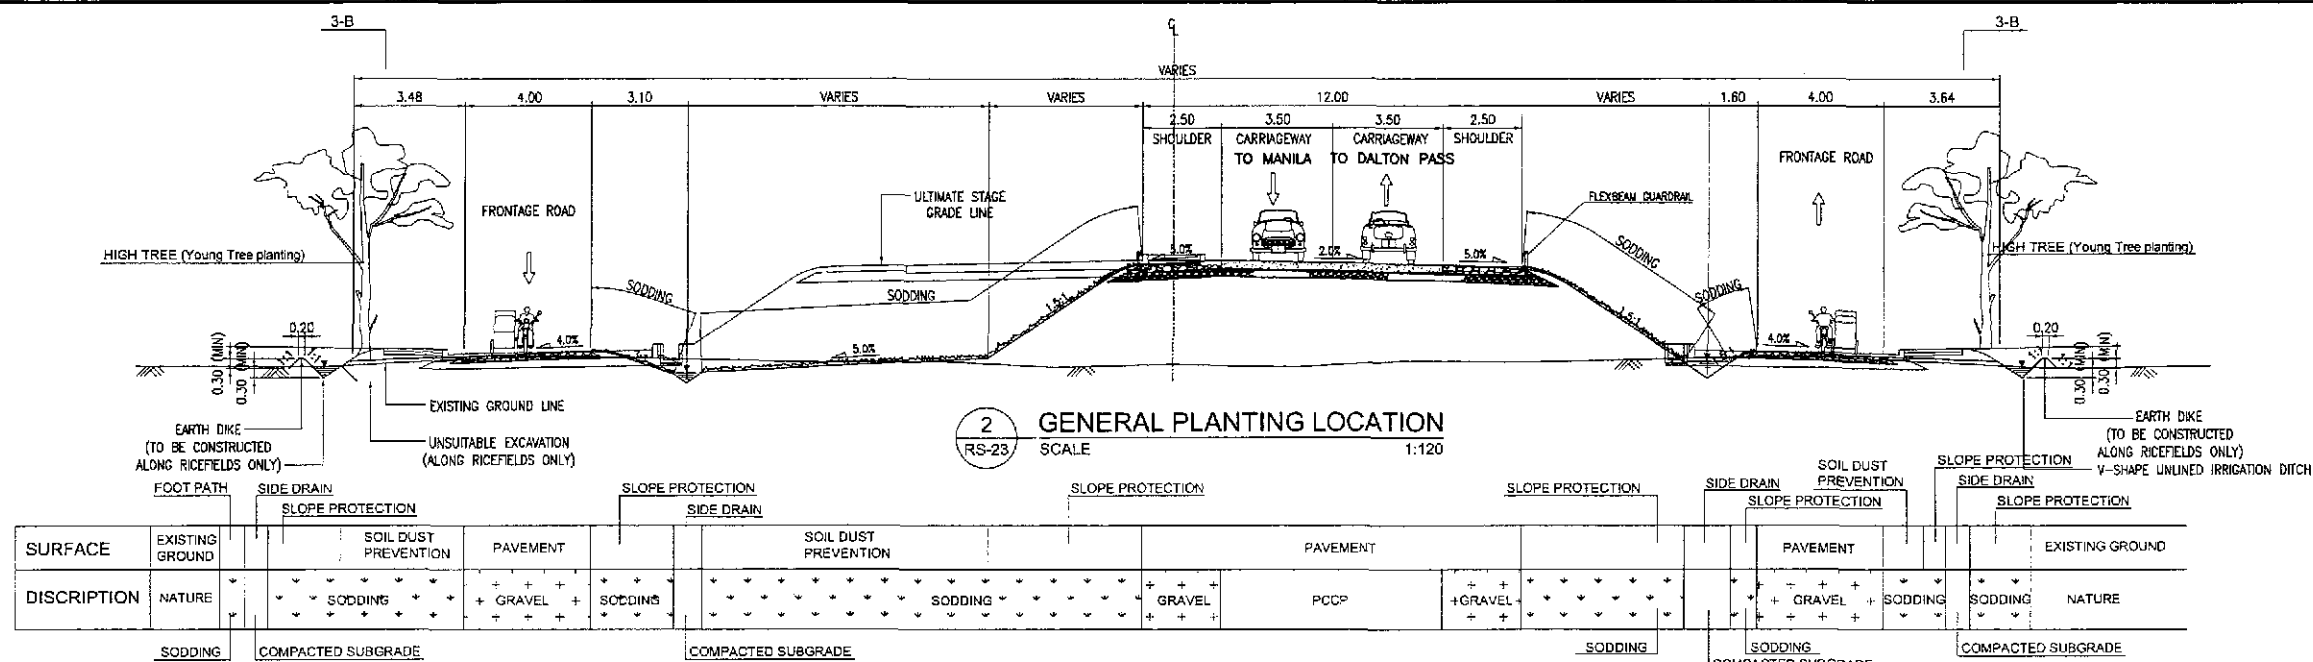 3-B
℄
3-B
VARIES
3.48
4.00
3.10
VARIES
VARIES
12.00
VARIES
1.60
4.00
3.64
2.50
3.50
3.50
2.50
SHOULDER
CARRIAGEWAY
CARRIAGEWAY
SHOULDER
TO MANILA
TO DALTON PASS
FRONTAGE ROAD
FRONTAGE ROAD
ULTIMATE STAGE
GRADE LINE
FLEXBEAM GUARDRAIL
HIGH TREE (Young Tree planting)
HIGH TREE (Young Tree planting)
SODDING
SODDING
SODDING
SODDING
5.0%
2.0%
5.0%
1.5:1
1.5:1
0.20
0.20
4.0%
5.0%
4.0%
1:1
1:1
1:1
0.30 (MIN)
0.30 (MIN)
0.30 (MIN)
0.30 (MIN)
EXISTING GROUND LINE
EARTH DIKE
(TO BE CONSTRUCTED
ALONG RICEFIELDS ONLY)
UNSUITABLE EXCAVATION
(ALONG RICEFIELDS ONLY)
2
RS-23
GENERAL PLANTING LOCATION
SCALE 1:120
EARTH DIKE
(TO BE CONSTRUCTED
ALONG RICEFIELDS ONLY)
V-SHAPE UNLINED IRRIGATION DITCH
FOOT PATH
SIDE DRAIN
SLOPE PROTECTION
SLOPE PROTECTION
SIDE DRAIN
SLOPE PROTECTION
SLOPE PROTECTION
SIDE DRAIN
SLOPE PROTECTION
SOIL DUST
PREVENTION
SLOPE PROTECTION
SIDE DRAIN
SLOPE PROTECTION
SURFACE
EXISTING
GROUND
SOIL DUST
PREVENTION
PAVEMENT
SOIL DUST
PREVENTION
PAVEMENT
PAVEMENT
EXISTING GROUND
DISCRIPTION
NATURE
SODDING
GRAVEL
SODDING
SODDING
GRAVEL
PCCP
GRAVEL
GRAVEL
SODDING
SODDING
NATURE
SODDING
COMPACTED SUBGRADE
COMPACTED SUBGRADE
SODDING
SODDING
COMPACTED SUBGRADE
COMPACTED SUBGRADE